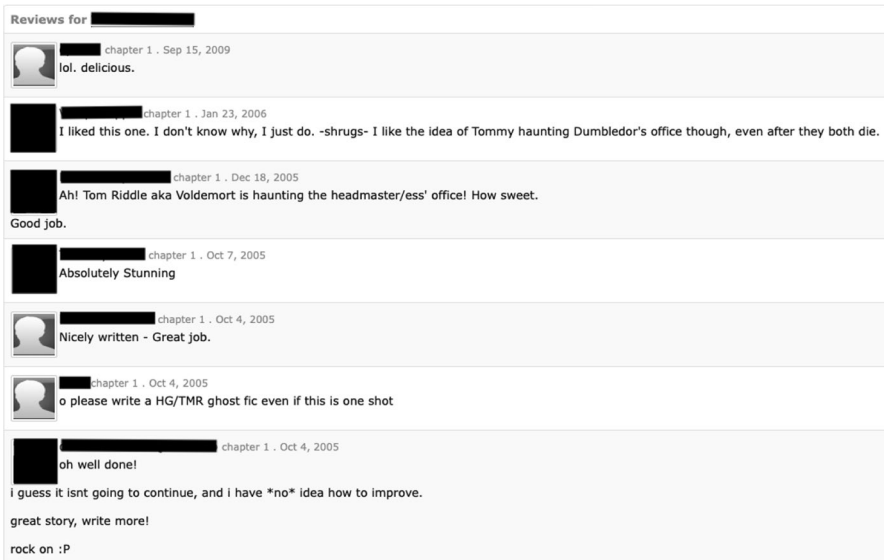 Reviews for
chapter 1 . Sep 15, 2009
lol. delicious.
chapter 1 . Jan 23, 2006
I liked this one. I don't know why, I just do. -shrugs- I like the idea of Tommy haunting Dumbledor's office though, even after they both die.
chapter 1 . Dec 18, 2005
Ah! Tom Riddle aka Voldemort is haunting the headmaster/ess' office! How sweet.
Good job.
chapter 1 . Oct 7, 2005
Absolutely Stunning
chapter 1 . Oct 4, 2005
Nicely written - Great job.
chapter 1 . Oct 4, 2005
o please write a HG/TMR ghost fic even if this is one shot
chapter 1 . Oct 4, 2005
oh well done!
i guess it isnt going to continue, and i have *no* idea how to improve.
great story, write more!
rock on :P